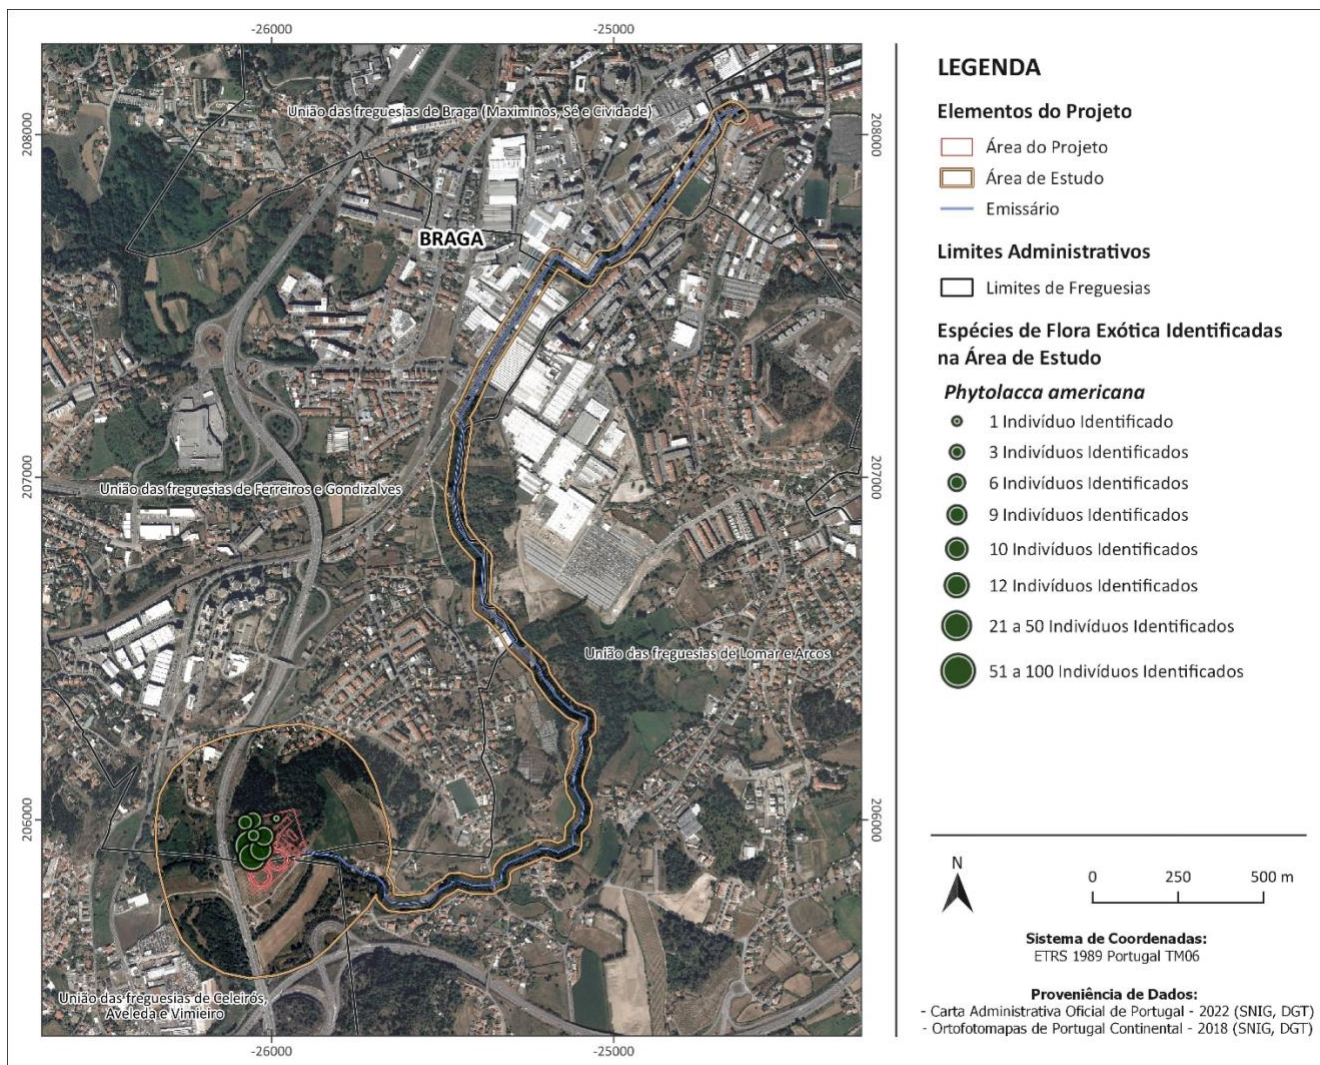 -26000
-25000
União das freguesias de Braga (Maximinos, Sé e Cividade)
208000
208000
BRAGA
207000
207000
União das freguesias de Ferreiros e Gondizalves
União das freguesias de Lomar e Arcos
206000
206000
União das freguesias de Celeirós,
Aveleda e Vimieiro
-26000
-25000
LEGENDA
Elementos do Projeto
Área do Projeto
Área de Estudo
Emissário
Limites Administrativos
Limites de Freguesias
Espécies de Flora Exótica Identificadas
na Área de Estudo
Phytolacca americana
1 Indivíduo Identificado
3 Indivíduos Identificados
6 Indivíduos Identificados
9 Indivíduos Identificados
10 Indivíduos Identificados
12 Indivíduos Identificados
21 a 50 Indivíduos Identificados
51 a 100 Indivíduos Identificados
N
0 250 500 m
Sistema de Coordenadas:
ETRS 1989 Portugal TM06
Proveniência de Dados:
- Carta Administrativa Oficial de Portugal - 2022 (SNIG, DGT)
- Ortofotomapas de Portugal Continental - 2018 (SNIG, DGT)